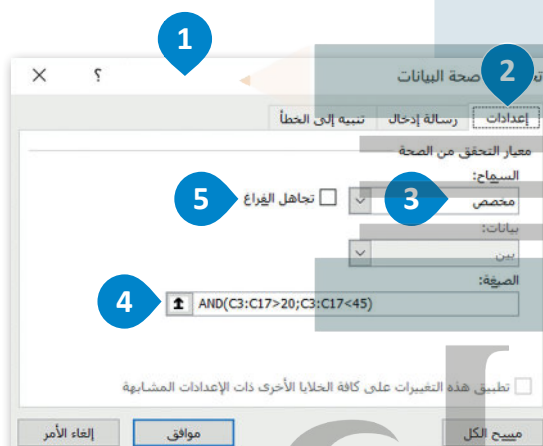 1
2
صحة البيانات
؟ ×
إعدادات رسالة إدخال تنبيه إلى الخطأ
معيار التحقق من الصحة
السماح:
مخصص 3 تجاهل الفراغ 5
بيانات:
بين
الصيغة:
4 AND(C3:C17>20;C3:C17<45)
تطبيق هذه التغييرات على كافة الخلايا الأخرى ذات الإعدادات المشابهة
مسح الكل موافق إلغاء الأمر